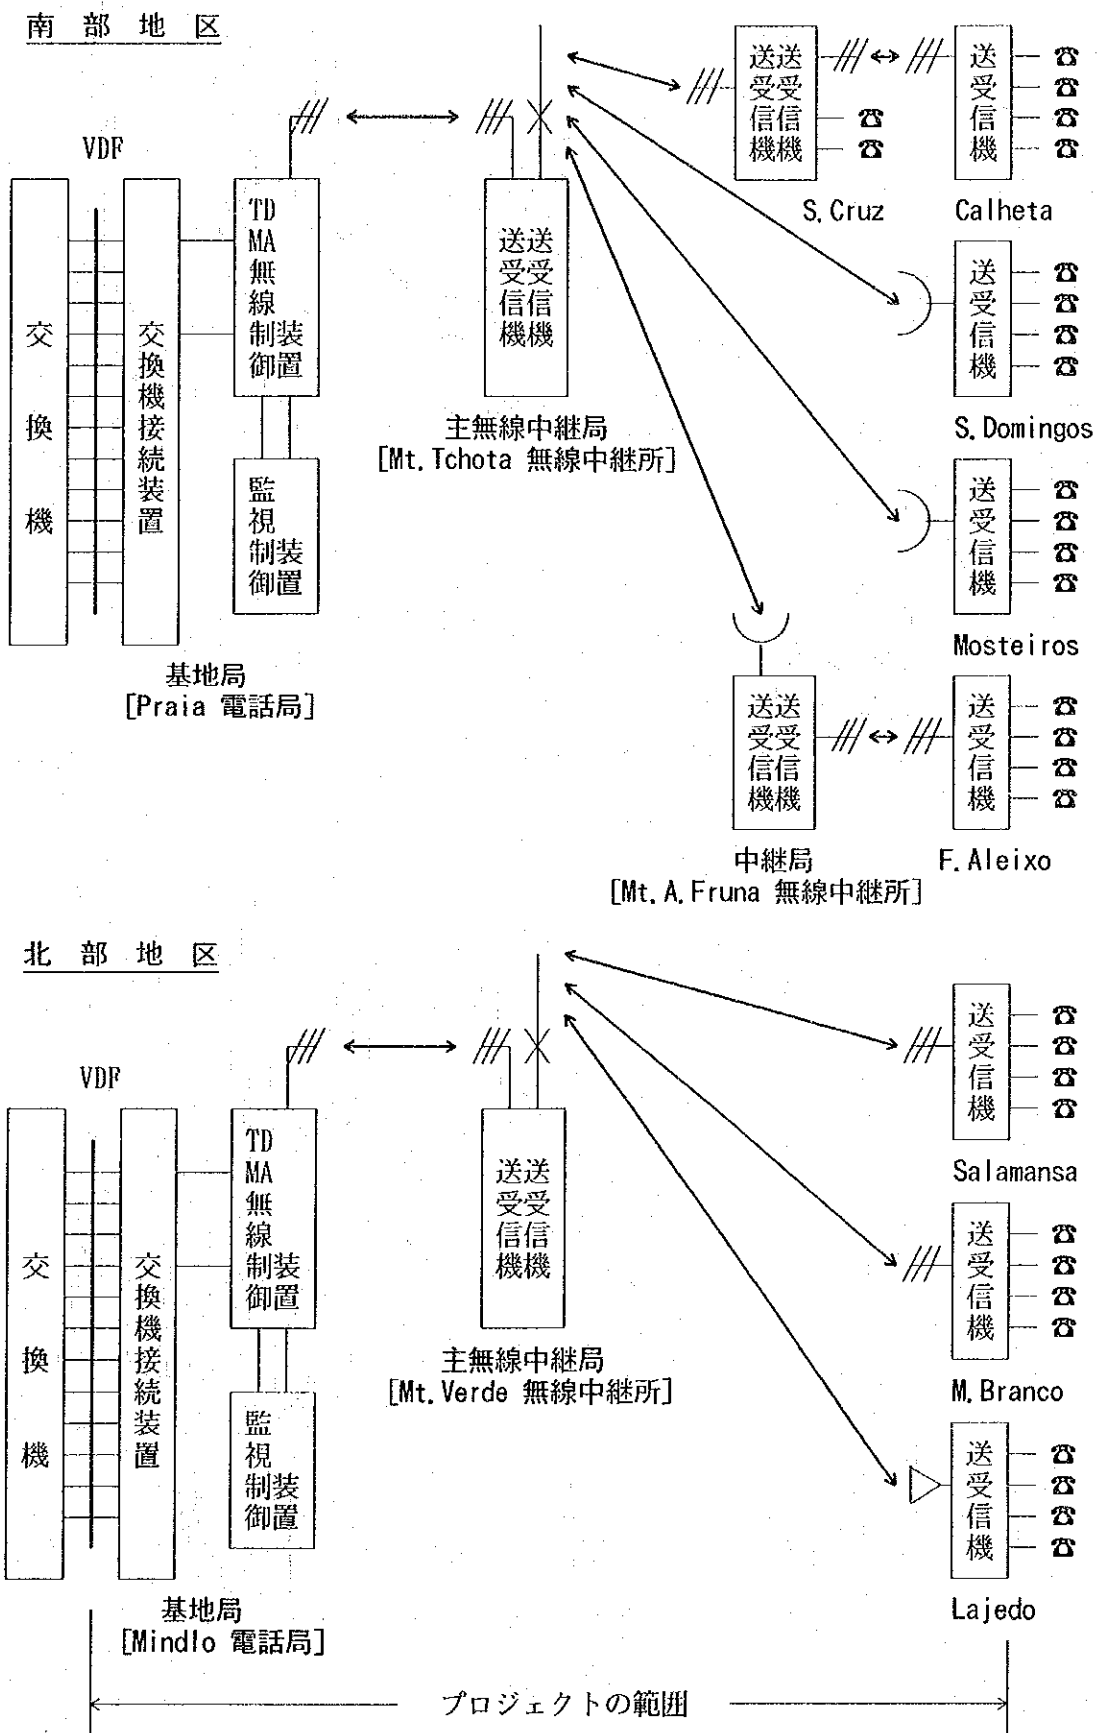 南部地区
VDF
交換機
交換機接続装置
TD
MA
無
線
制装
御置
監
視
制装
御置
基地局
[Praia 電話局]
送受信機
送受信機
主無線中継局
[Mt.Tchota 無線中継所]
送受信機
送受信機
S.Cruz
送受信機
Calheta
送受信機
S.Domingos
送受信機
Mosteiros
送受信機
送受信機
中継局
[Mt.A.Fruna 無線中継所]
送受信機
F.Aleixo
北部地区
VDF
交換機
交換機接続装置
TD
MA
無
線
制装
御置
監
視
制装
御置
基地局
[Mindlo 電話局]
送受信機
送受信機
主無線中継局
[Mt.Verde 無線中継所]
送受信機
Salamansa
送受信機
M.Branco
送受信機
Lajedo
プロジェクトの範囲